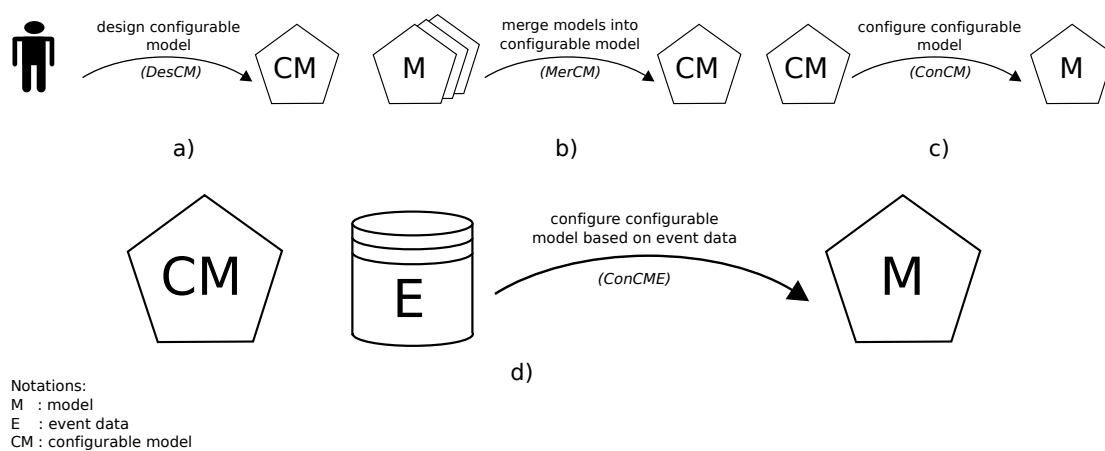 design configurable
model
(DesCM)
CM
a)
M
merge models into
configurable model
(MerCM)
CM
b)
CM
configure configurable
model
(ConCM)
M
c)
CM
E
configure configurable
model based on event data
(ConCME)
M
d)
Notations:
M : model
E : event data
CM : configurable model